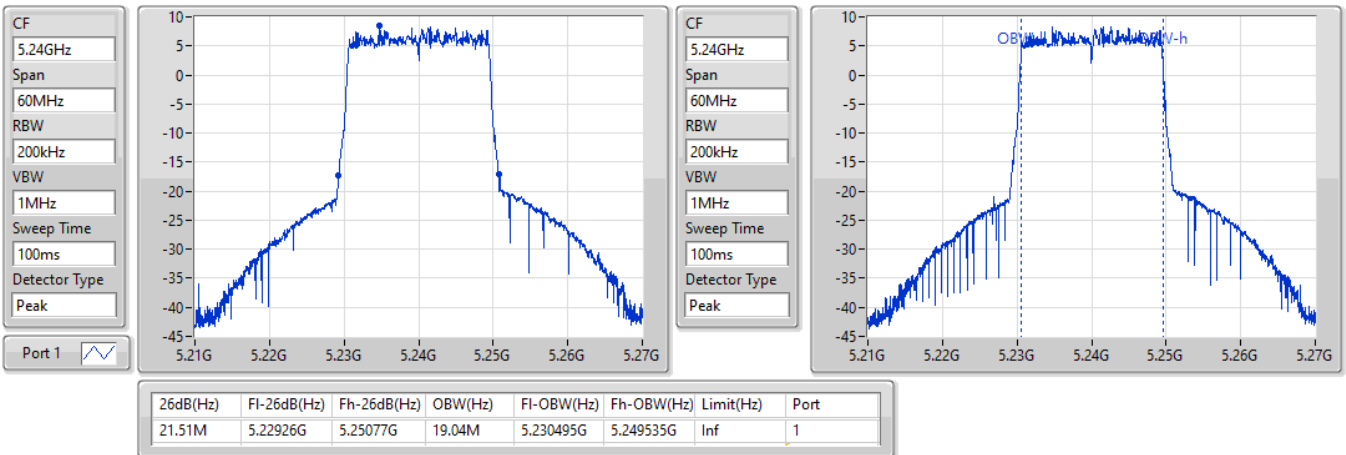 CF
5.24GHz
Span
60MHz
RBW
200kHz
VBW
1MHz
Sweep Time
100ms
Detector Type
Peak
Port 1
10
5
0
-5
-10
-15
-20
-25
-30
-35
-40
-45
5.21G 5.22G 5.23G 5.24G 5.25G 5.26G 5.27G
CF
5.24GHz
Span
60MHz
RBW
200kHz
VBW
1MHz
Sweep Time
100ms
Detector Type
Peak
10
5
0
-5
-10
-15
-20
-25
-30
-35
-40
-45
5.21G 5.22G 5.23G 5.24G 5.25G 5.26G 5.27G
26dB(Hz) Fl-26dB(Hz) Fh-26dB(Hz) OBW(Hz) Fl-OBW(Hz) Fh-OBW(Hz) Limit(Hz) Port
21.51M 5.22926G 5.25077G 19.04M 5.230495G 5.249535G Inf 1